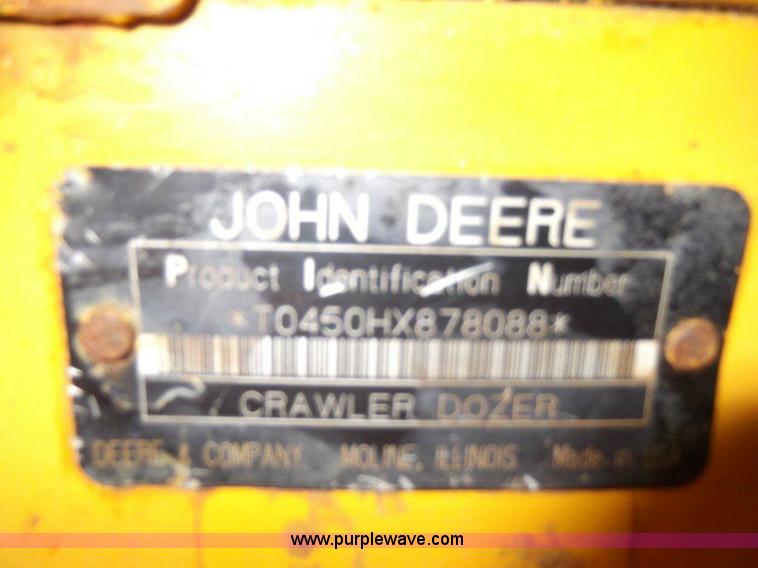 JOHN DEERE
Product Identification Number
*T0450HX878088*
CRAWLER DOZER
DEERE & COMPANY MOLINE, ILLINOIS Made in USA
www.purplewave.com